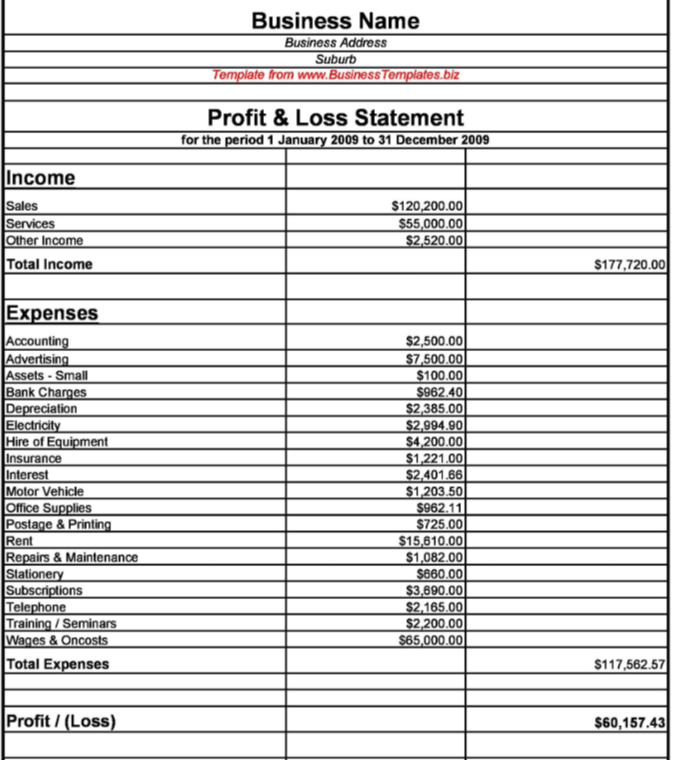 Business Name
Business Address
Suburb
Template from www.BusinessTemplates.biz
Profit & Loss Statement
for the period 1 January 2009 to 31 December 2009
Income
Sales $120,200.00
Services $55,000.00
Other Income $2,520.00
Total Income $177,720.00
Expenses
Accounting $2,500.00
Advertising $7,500.00
Assets - Small $100.00
Bank Charges $962.40
Depreciation $2,385.00
Electricity $2,994.90
Hire of Equipment $4,200.00
Insurance $1,221.00
Interest $2,401.66
Motor Vehicle $1,203.50
Office Supplies $962.11
Postage & Printing $725.00
Rent $15,610.00
Repairs & Maintenance $1,082.00
Stationery $660.00
Subscriptions $3,690.00
Telephone $2,165.00
Training / Seminars $2,200.00
Wages & Oncosts $65,000.00
Total Expenses $117,562.57
Profit / (Loss) $60,157.43